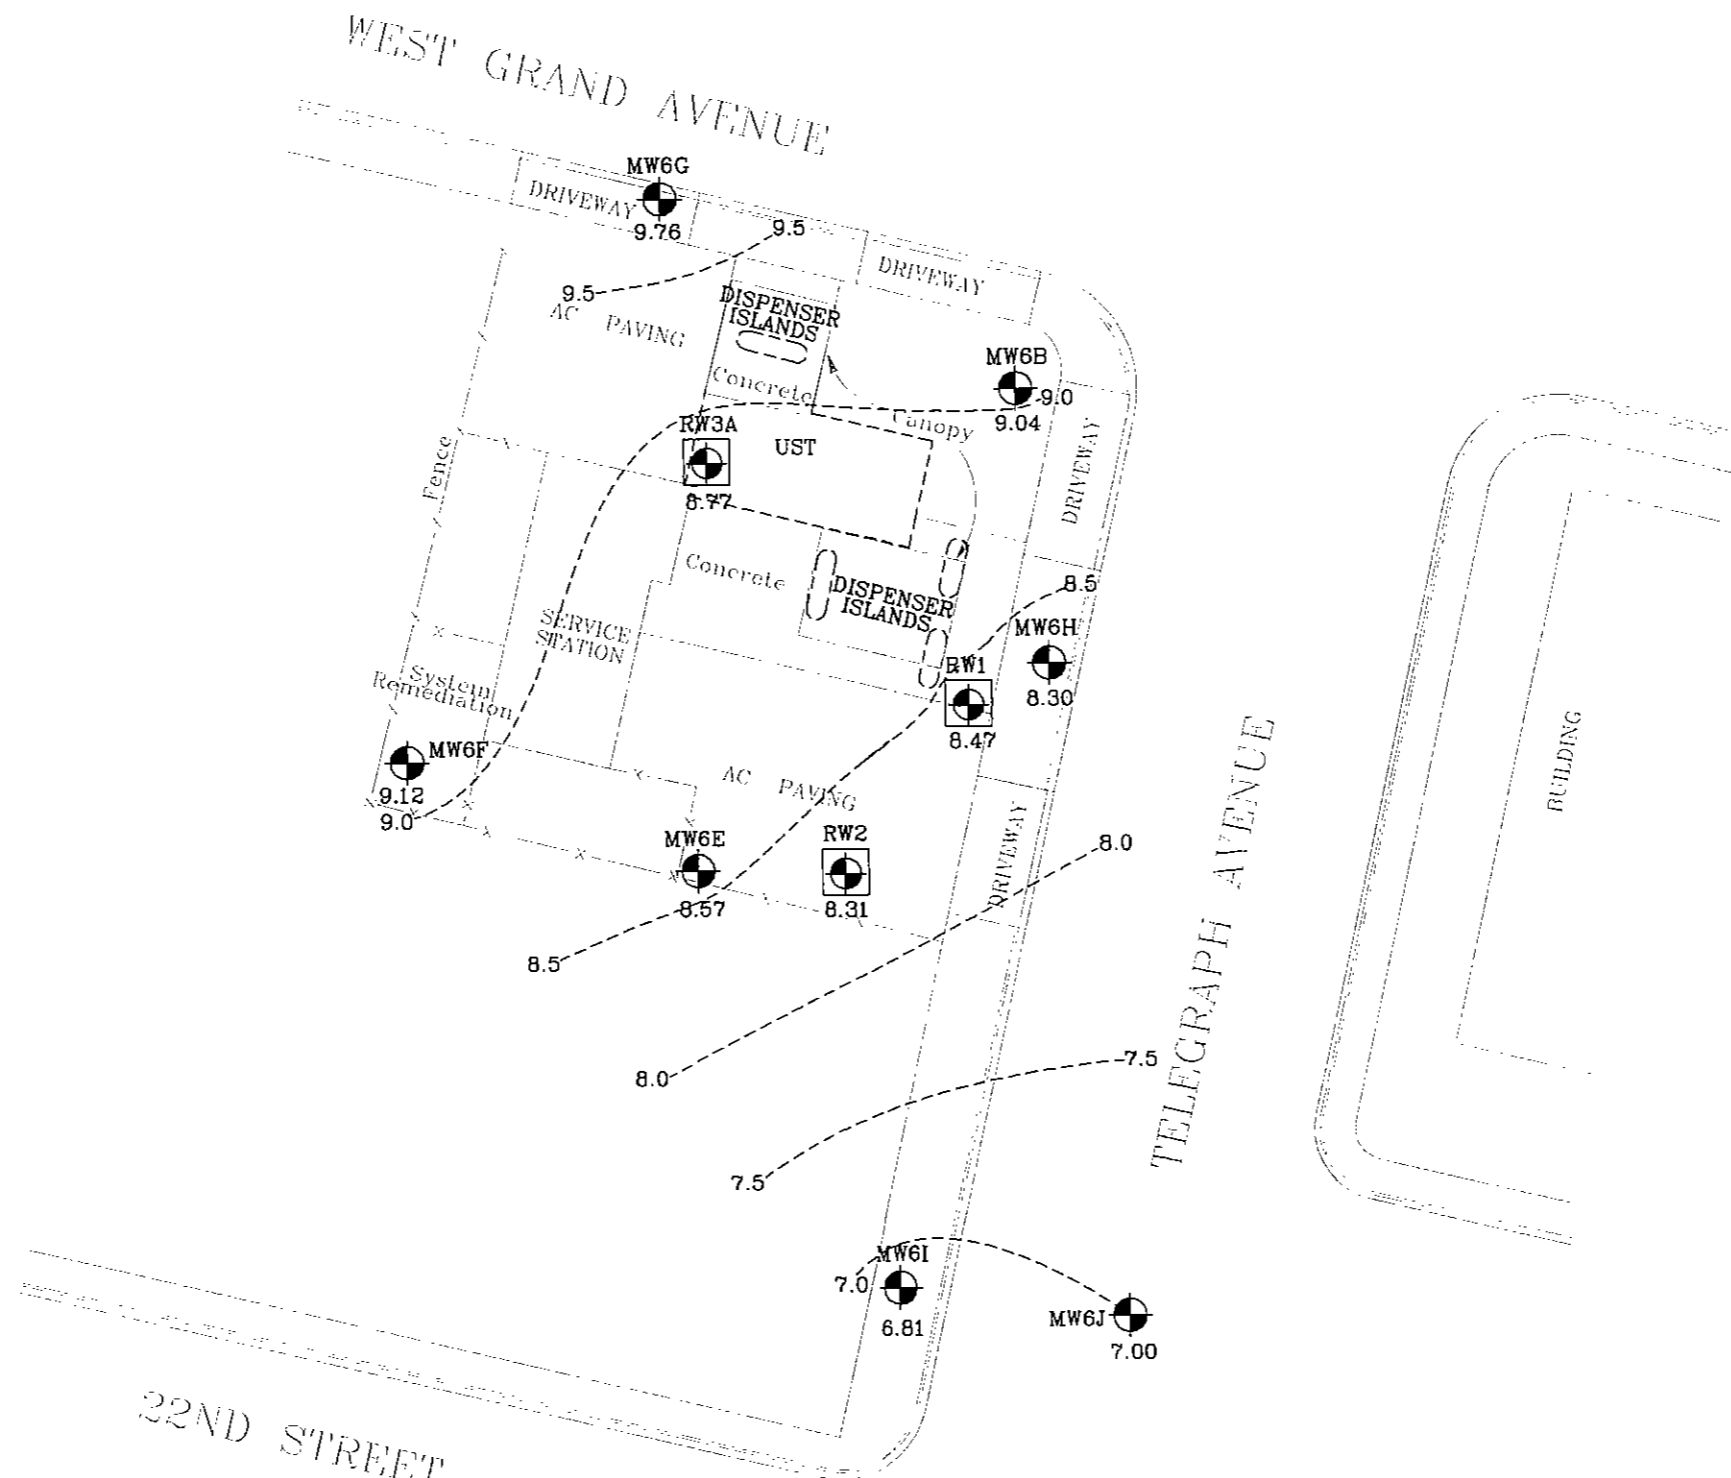 WEST GRAND AVENUE
MW6G
DRIVEWAY
9.76
9.5
DRIVEWAY
9.5
AC PAVING
DISPENSER
ISLANDS
Concrete
MW6B
9.0
9.04
Canopy
RW3A
UST
8.77
Fence
DRIVEWAY
Concrete
DISPENSER
ISLANDS
8.5
SERVICE
STATION
MW6H
8.30
RW1
8.47
System
Remediation
MW6F
9.12
9.0
AC PAVING
MW6E
8.57
RW2
8.31
DRIVEWAY
8.0
BUILDING
TELEGRAPH AVENUE
8.5
8.0
7.5
7.5
MW6I
7.0
6.81
MW6J
7.00
22ND STREET